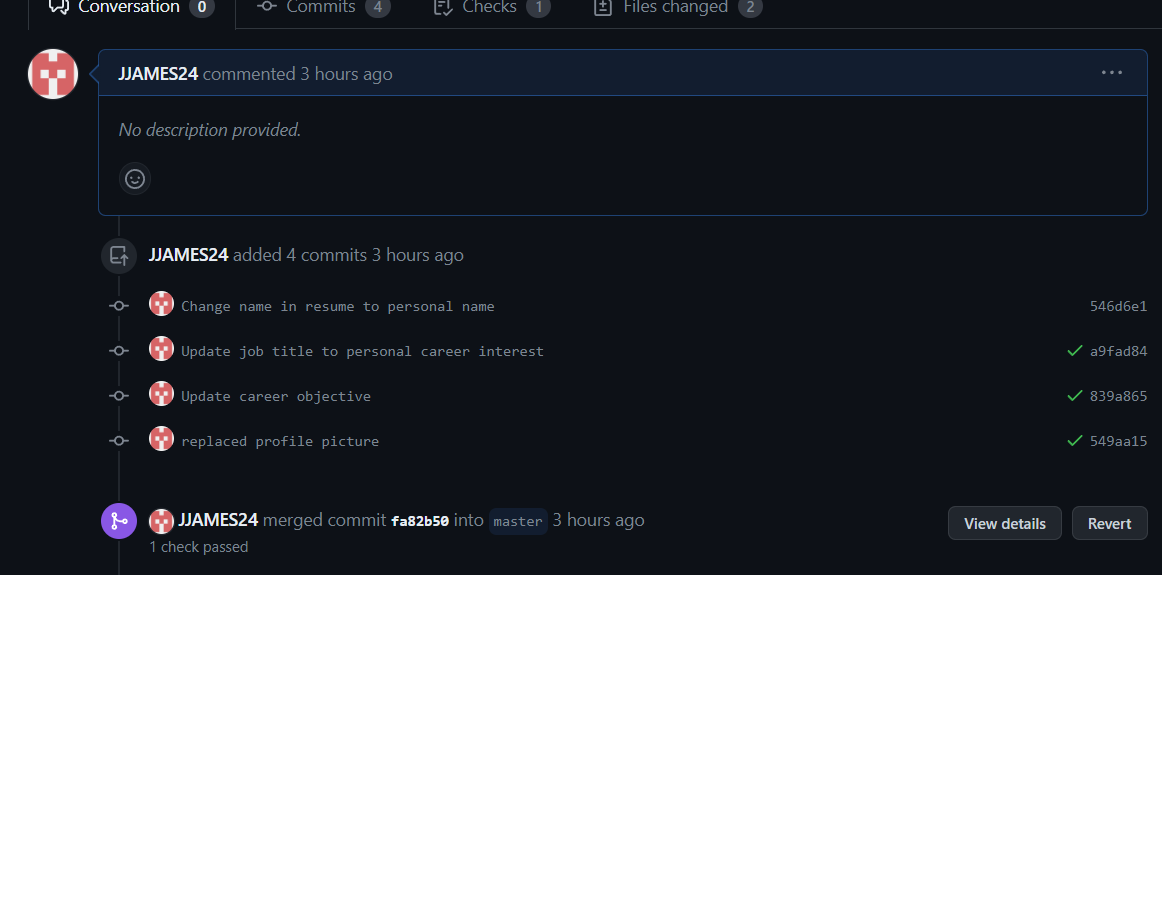 Conversation 0 Commits 4 Checks 1 Files changed 2
JJAMES24 commented 3 hours ago
No description provided.
JJAMES24 added 4 commits 3 hours ago
Change name in resume to personal name 546d6e1
Update job title to personal career interest a9fad84
Update career objective 839a865
replaced profile picture 549aa15
JJAMES24 merged commit fa82b50 into master 3 hours ago View details Revert
1 check passed